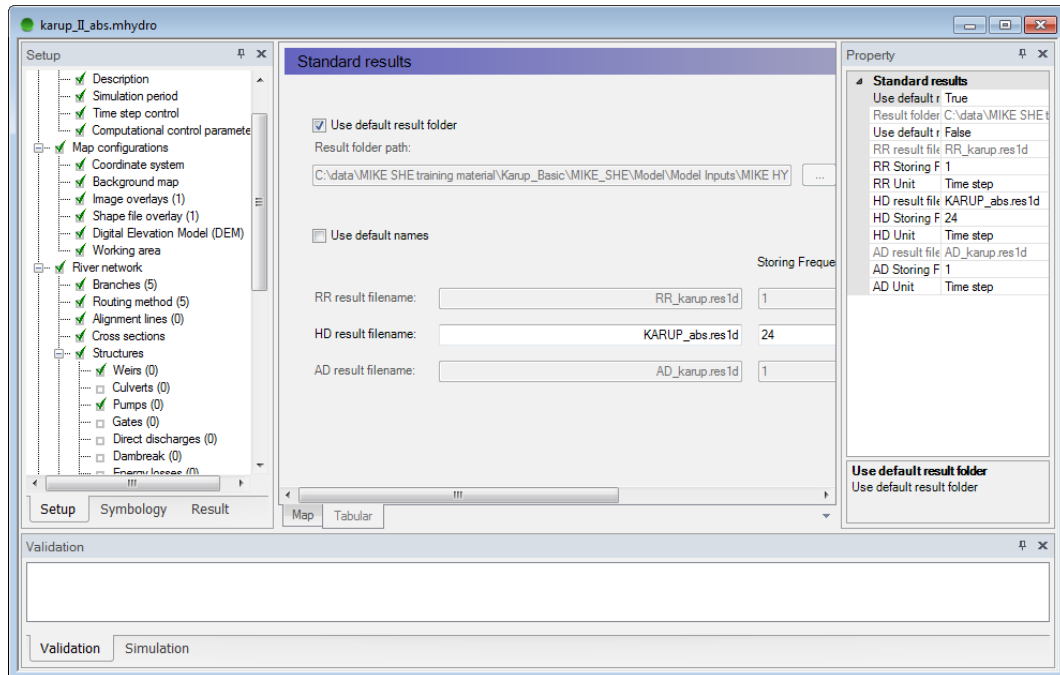 karup_II_abs.mhydro
Setup
Description
Simulation period
Time step control
Computational control paramete
Map configurations
Coordinate system
Background map
Image overlays (1)
Shape file overlay (1)
Digital Elevation Model (DEM)
Working area
River network
Branches (5)
Routing method (5)
Alignment lines (0)
Cross sections
Structures
Weirs (0)
Culverts (0)
Pumps (0)
Gates (0)
Direct discharges (0)
Dambreak (0)
Energy losses (0)
Setup Symbology Result
Standard results
Use default result folder
Result folder path:
C:\data\MIKE SHE training material\Karup_Basic\MIKE_SHE\Model\Model Inputs\MIKE HY ...
Use default names
Storing Freque
RR result filename: RR_karup.res1d 1
HD result filename: KARUP_abs.res1d 24
AD result filename: AD_karup.res1d 1
Map Tabular
Property
Standard results
Use default r True
Result folder C:\data\MIKE SHE t
Use default r False
RR result file RR_karup.res1d
RR Storing F 1
RR Unit Time step
HD result file KARUP_abs.res1d
HD Storing F 24
HD Unit Time step
AD result file AD_karup.res1d
AD Storing F 1
AD Unit Time step
Use default result folder
Use default result folder
Validation
Validation Simulation